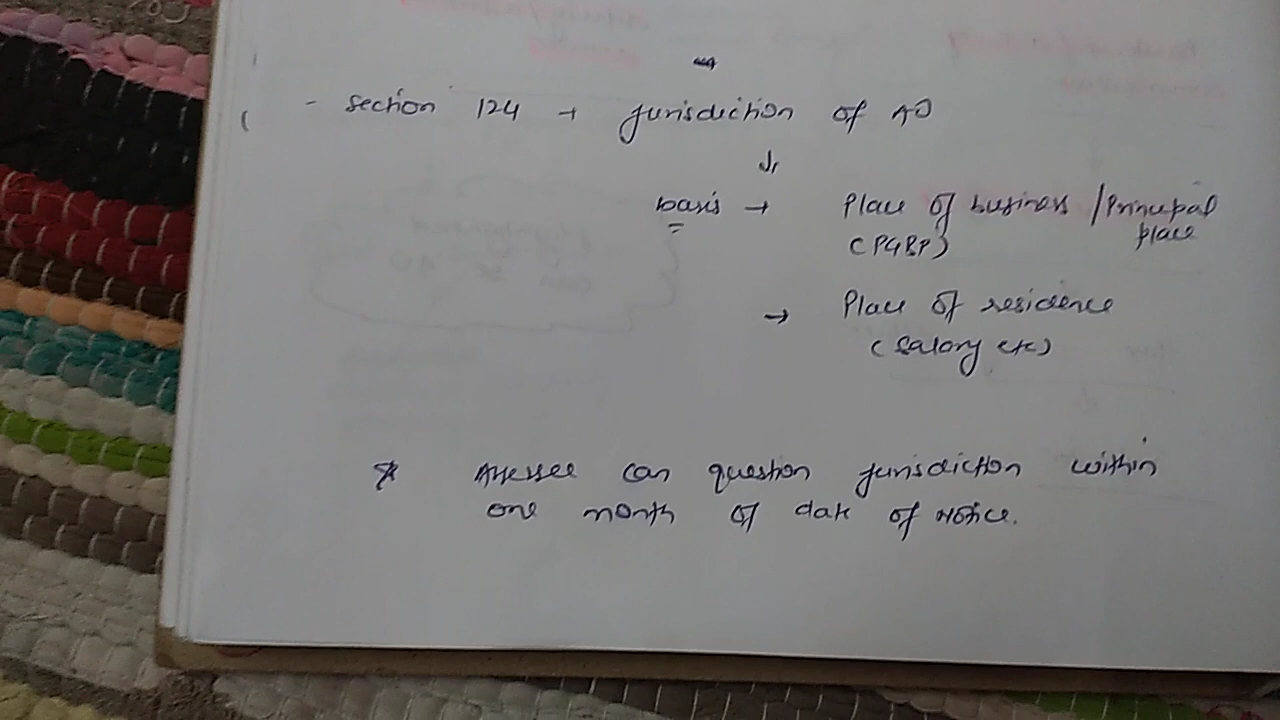 - Section 124 → Jurisdiction of AO
↓
basis → Place of business / Principal place
(PGBP)
→ Place of residence
(Salary etc)
* Assessee can question jurisdiction within
one month of date of notice.